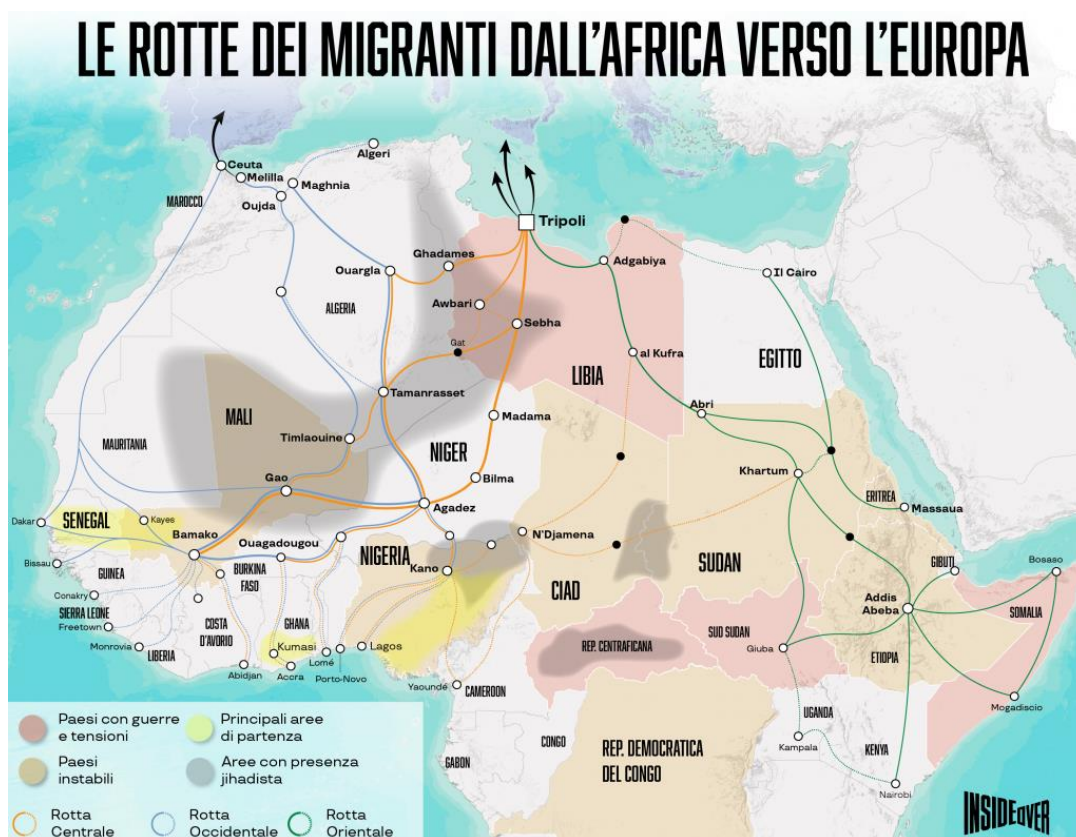 LE ROTTE DEI MIGRANTI DALL'AFRICA VERSO L'EUROPA
Algeri
Ceuta
Melilla
Maghnia
MAROCCO
Oujda
Tripoli
Ghadames
Adgabiya
Il Cairo
Ouargla
ALGERIA
Awbari
Sebha
Gat
al Kufra
EGITTO
LIBIA
Tamanrasset
MALI
Madama
Abri
Timlaouine
MAURITANIA
NIGER
Khartum
Gao
Bilma
ERITREA
Agadez
Massaua
Dakar
SENEGAL
Kayes
Bamako
Ouagadougou
N'Djamena
SUDAN
NIGERIA
Bissau
GUINEA
BURKINA
FASO
Kano
CIAD
GIBUTI
Bosaso
Conakry
SIERRA LEONE
Freetown
COSTA
D'AVORIO
GHANA
Addis
Abeba
SOMALIA
Monrovia
LIBERIA
Kumasi
Lagos
REP. CENTRAFICANA
SUD SUDAN
Giuba
ETIOPIA
Abidjan
Accra
Lomé
Porto-Novo
Yaoundé
CAMEROON
Mogadiscio
UGANDA
CONGO
REP. DEMOCRATICA
DEL CONGO
Kampala
KENYA
GABON
Nairobi
Paesi con guerre
e tensioni
Principali aree
di partenza
Paesi
instabili
Aree con presenza
jihadista
Rotta
Centrale
Rotta
Occidentale
Rotta
Orientale
INSIDEOVER